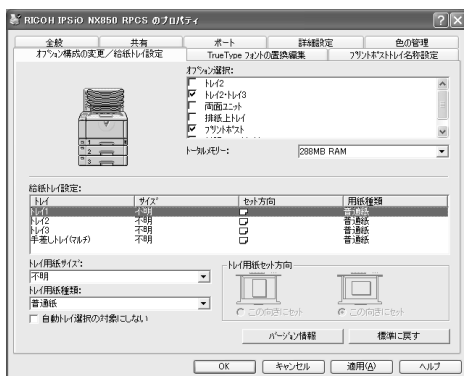 RICOH IPSiO NX850 RPCS のプロパティ
全般 共有 ポート 詳細設定 色の管理
オプション構成の変更／給紙トレイ設定 TrueType フォントの置換/編集 プリントポストトレイ名称設定
オプション選択:
トレイ2
トレイ2・トレイ3
両面ユニット
排紙上トレイ
プリントポスト
トータルメモリー: 288MB RAM
1
2
3
給紙トレイ設定:
トレイ サイズ セット方向 用紙種類
トレイ1 不明 普通紙
トレイ2 不明 普通紙
トレイ3 不明 普通紙
手差しトレイ(マルチ) 不明 普通紙
トレイ用紙サイズ:
不明
トレイ用紙種類:
普通紙
自動トレイ選択の対象にしない
トレイ用紙セット方向
この向きにセット この向きにセット
バージョン情報 標準に戻す
OK キャンセル 適用(A) ヘルプ